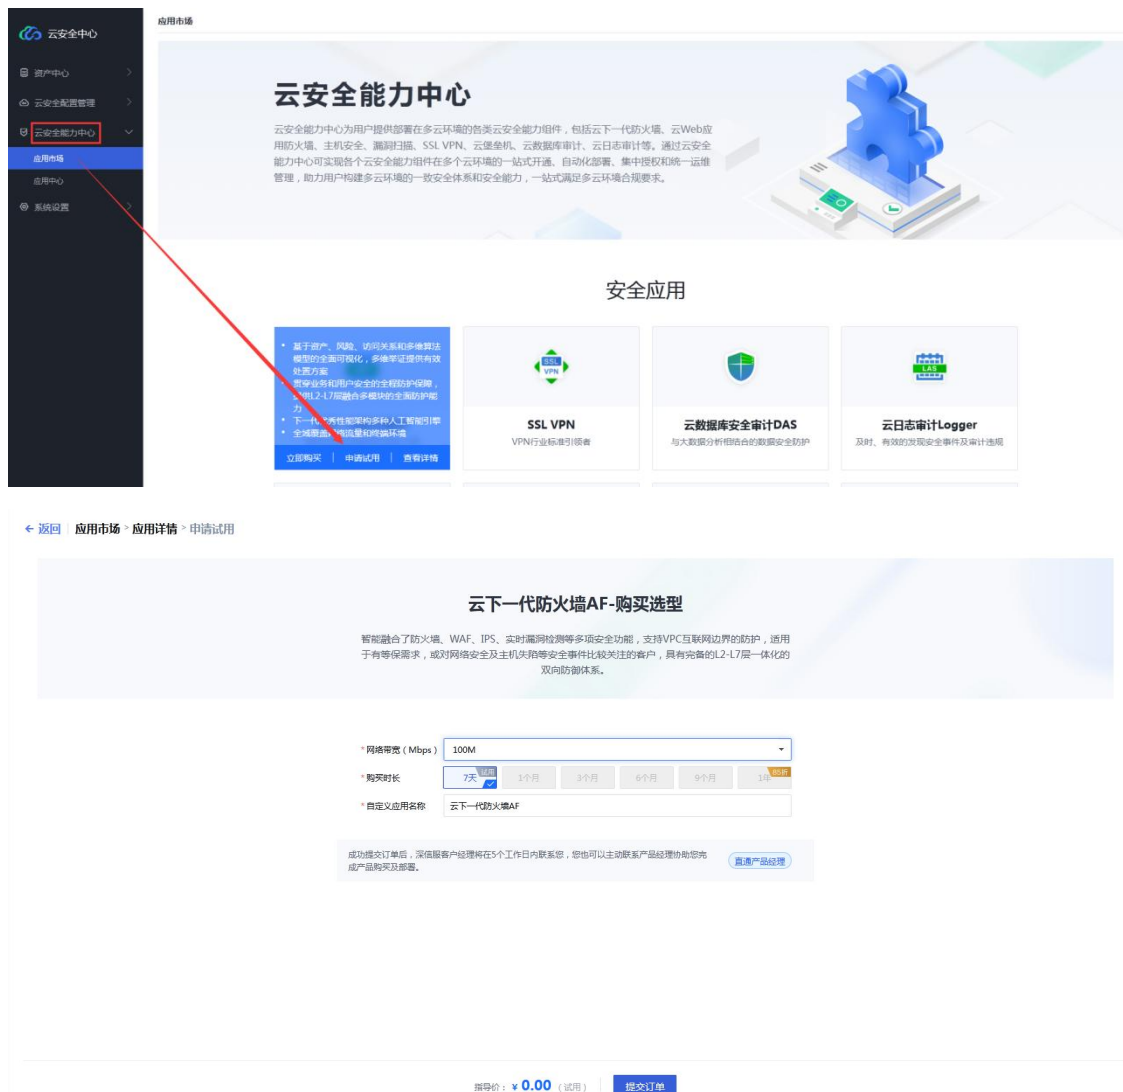 应用市场
云安全中心
资产中心
云安全配置管理
云安全能力中心
应用市场
应用中心
系统设置
云安全能力中心
云安全能力中心为用户提供部署在多云环境的各类云安全能力组件，包括云下一代防火墙、云Web应
用防火墙、主机安全、漏洞扫描、SSL VPN、云堡垒机、云数据库审计、云日志审计等。通过云安全
能力中心可实现各个云安全能力组件在多个云环境的一站式开通、自动化部署、集中授权和统一运维
管理，助力用户构建多云环境的一致安全体系和安全能力，一站式满足多云环境合规要求。
安全应用
基于资产、风险、访问关系和多维算法
模型的全面可视化，多维举证提供有效
处置方案
贯穿业务和用户安全的全程防护保障，
提供L2-L7层融合多模块的全面防护能
力
下一代优秀性能架构多种人工智能引擎
全域覆盖网络流量和终端环境
立即购买 | 申请试用 | 查看详情
SSL
VPN
SSL VPN
VPN行业标准引领者
云数据库安全审计DAS
与大数据分析相结合的数据安全防护
LAS
云日志审计Logger
及时、有效的发现安全事件及审计违规
← 返回 | 应用市场 > 应用详情 > 申请试用
云下一代防火墙AF-购买选型
智能融合了防火墙、WAF、IPS、实时漏洞检测等多项安全功能，支持VPC互联网边界的防护，适用
于有等保需求，或对网络安全及主机失陷等安全事件比较关注的客户，具有完备的L2-L7层一体化的
双向防御体系。
* 网络带宽（Mbps） 100M
* 购买时长 7天 试用 1个月 3个月 6个月 9个月 1年 85折
* 自定义应用名称 云下一代防火墙AF
成功提交订单后，深信服客户经理将在5个工作日内联系您，您也可以主动联系产品经理协助您完
成产品购买及部署。
直通产品经理
指导价：¥ 0.00（试用） 提交订单